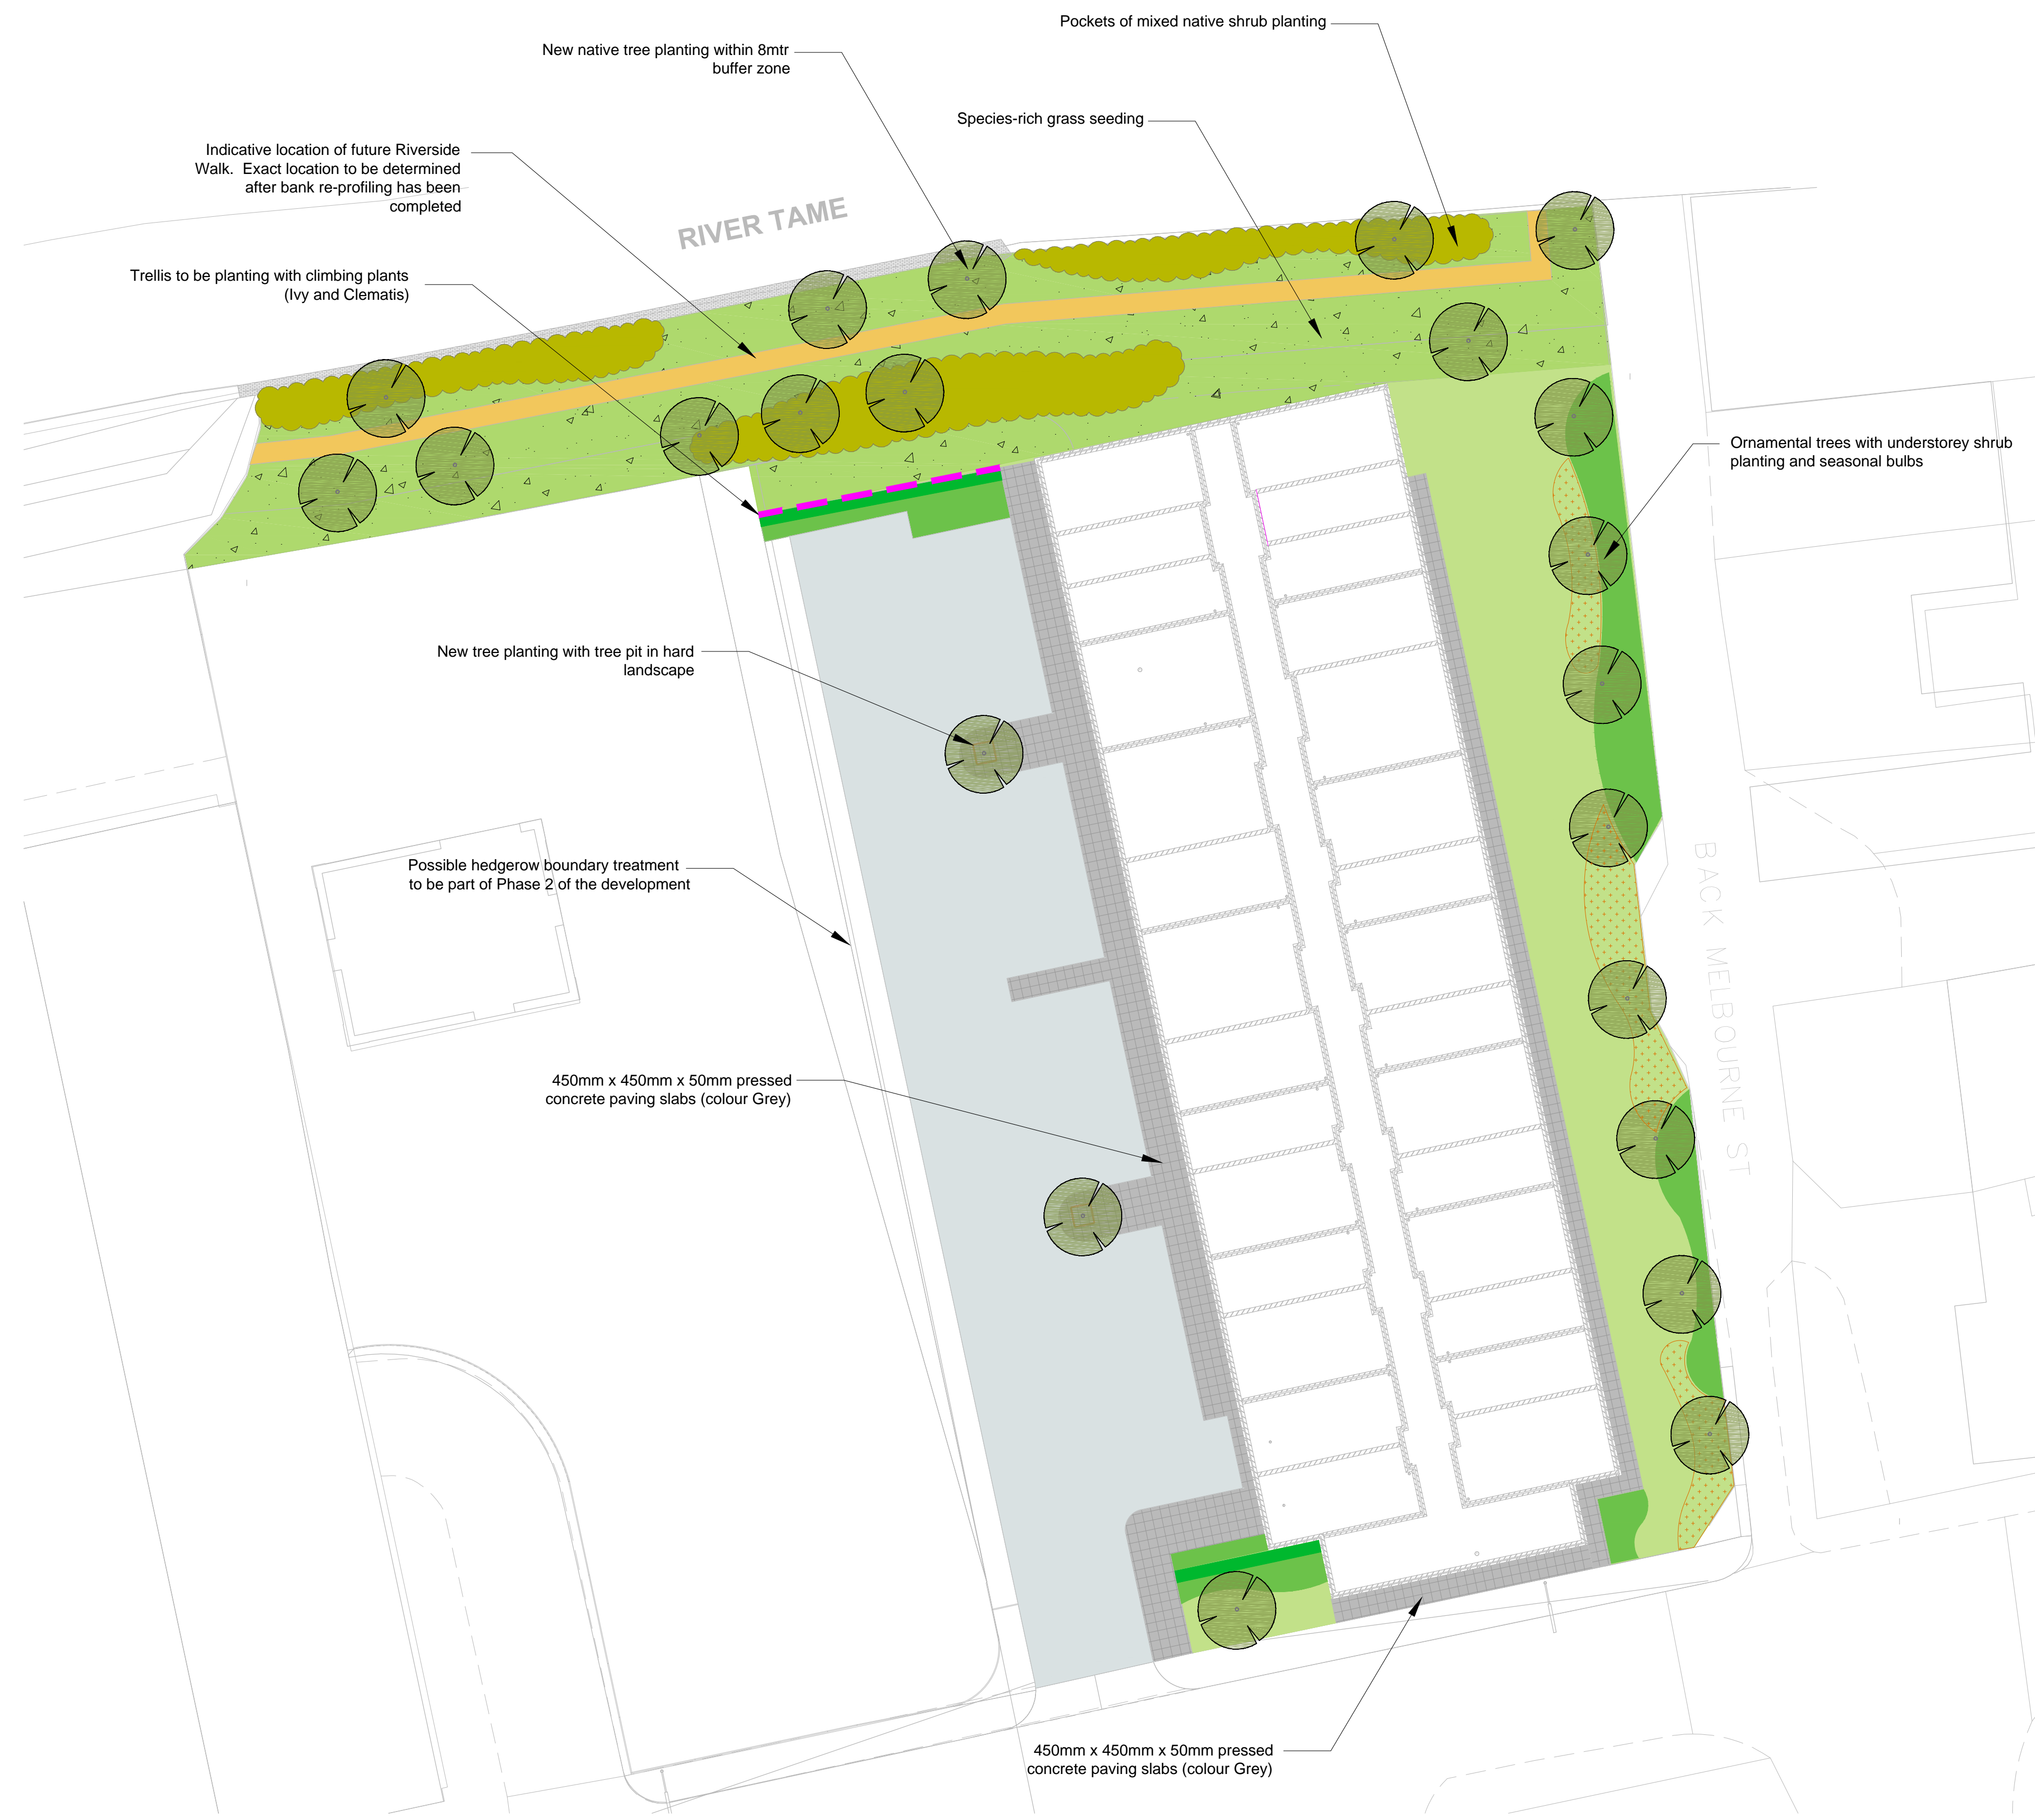 Pockets of mixed native shrub planting
New native tree planting within 8mtr
buffer zone
Species-rich grass seeding
Indicative location of future Riverside
Walk.  Exact location to be determined
after bank re-profiling has been
completed
RIVER TAME
Trellis to be planting with climbing plants
(Ivy and Clematis)
Ornamental trees with understorey shrub
planting and seasonal bulbs
New tree planting with tree pit in hard
landscape
Possible hedgerow boundary treatment
to be part of Phase 2 of the development
BACK MELBOURNE ST
450mm x 450mm x 50mm pressed
concrete paving slabs (colour Grey)
450mm x 450mm x 50mm pressed
concrete paving slabs (colour Grey)